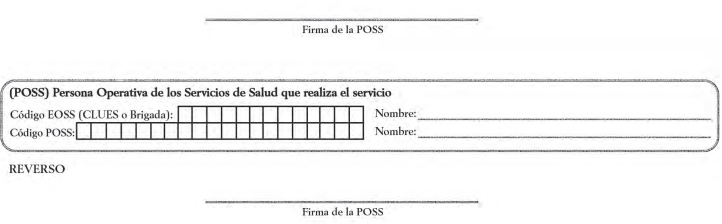 Firma de la POSS
(POSS) Persona Operativa de los Servicios de Salud que realiza el servicio
Código EOSS (CLUES o Brigada): Nombre:
Código POSS: Nombre:
REVERSO
Firma de la POSS